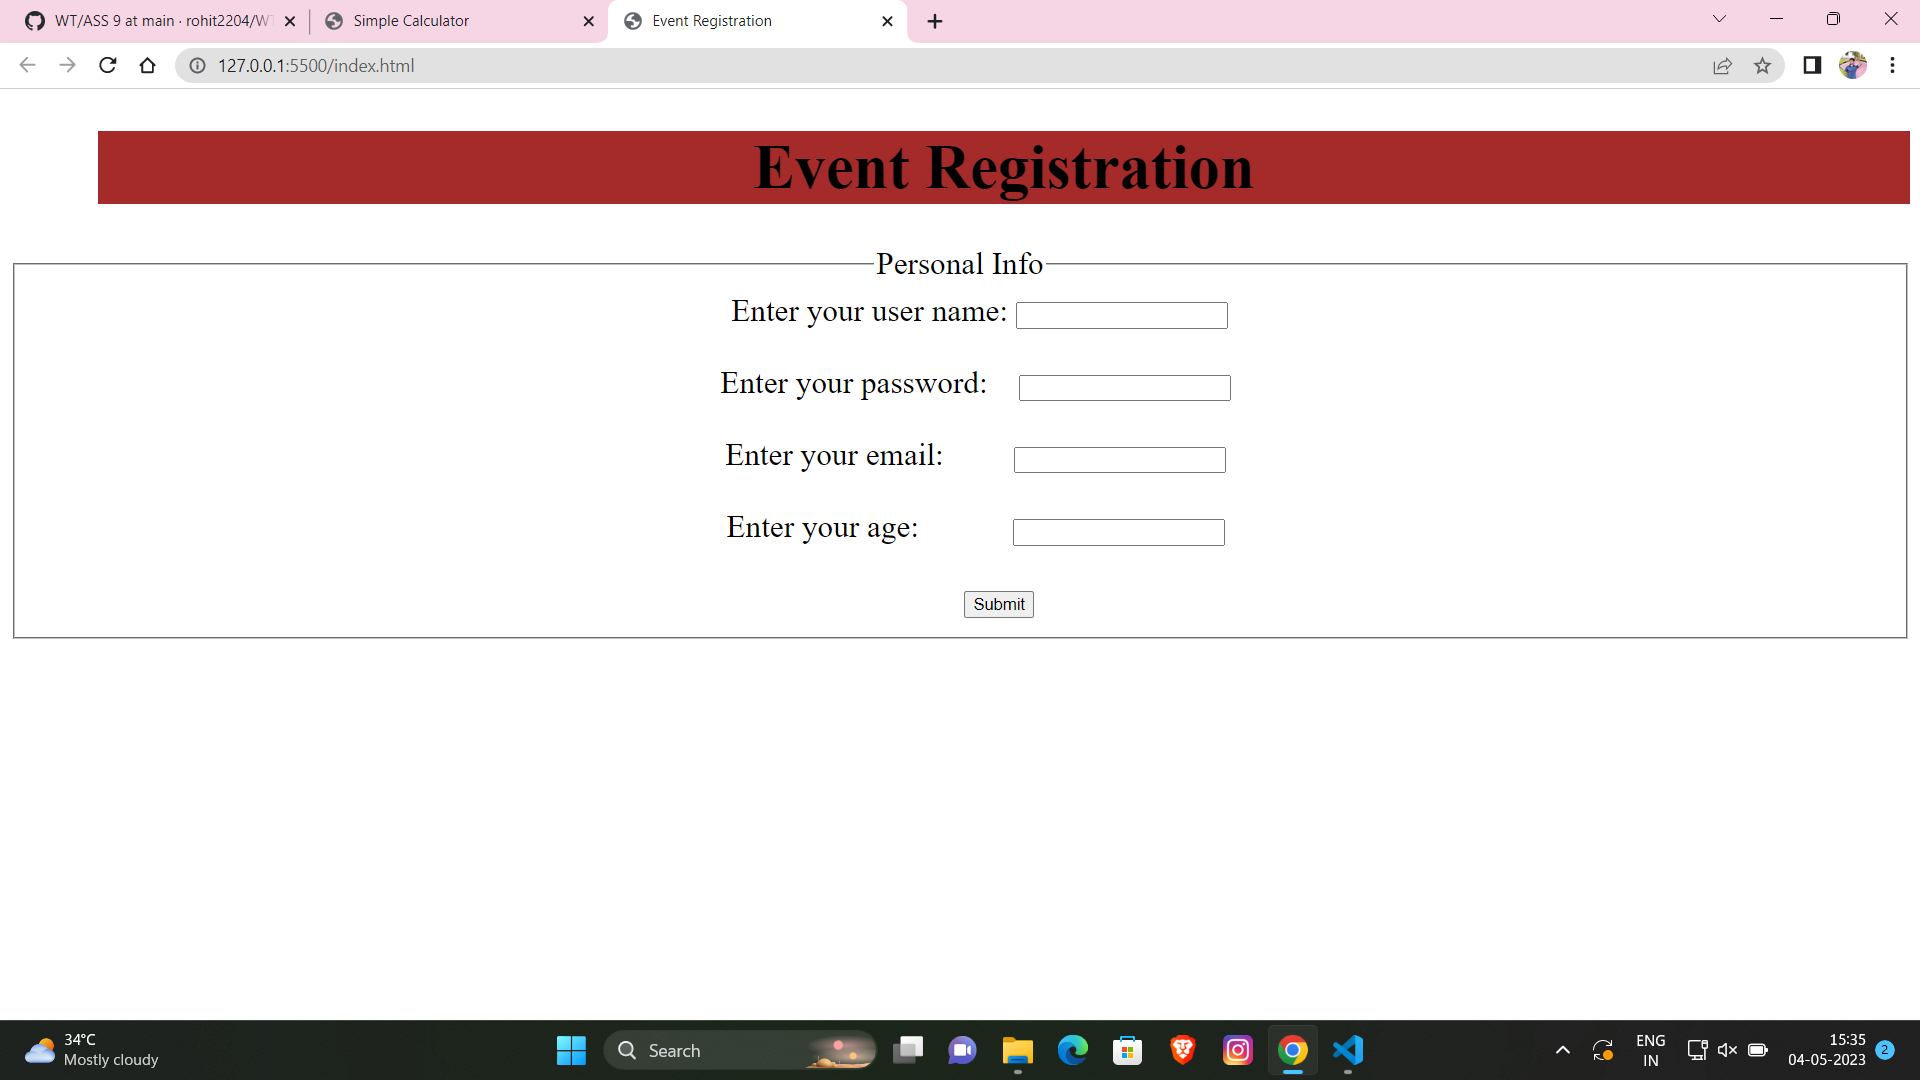 WT/ASS 9 at main · rohit2204/WT
Simple Calculator
Event Registration
127.0.0.1:5500/index.html
Event Registration
Personal Info
Enter your user name:
Enter your password:
Enter your email:
Enter your age:
Submit
34°C
Mostly cloudy
Search
ENG
IN
15:35
04-05-2023
2